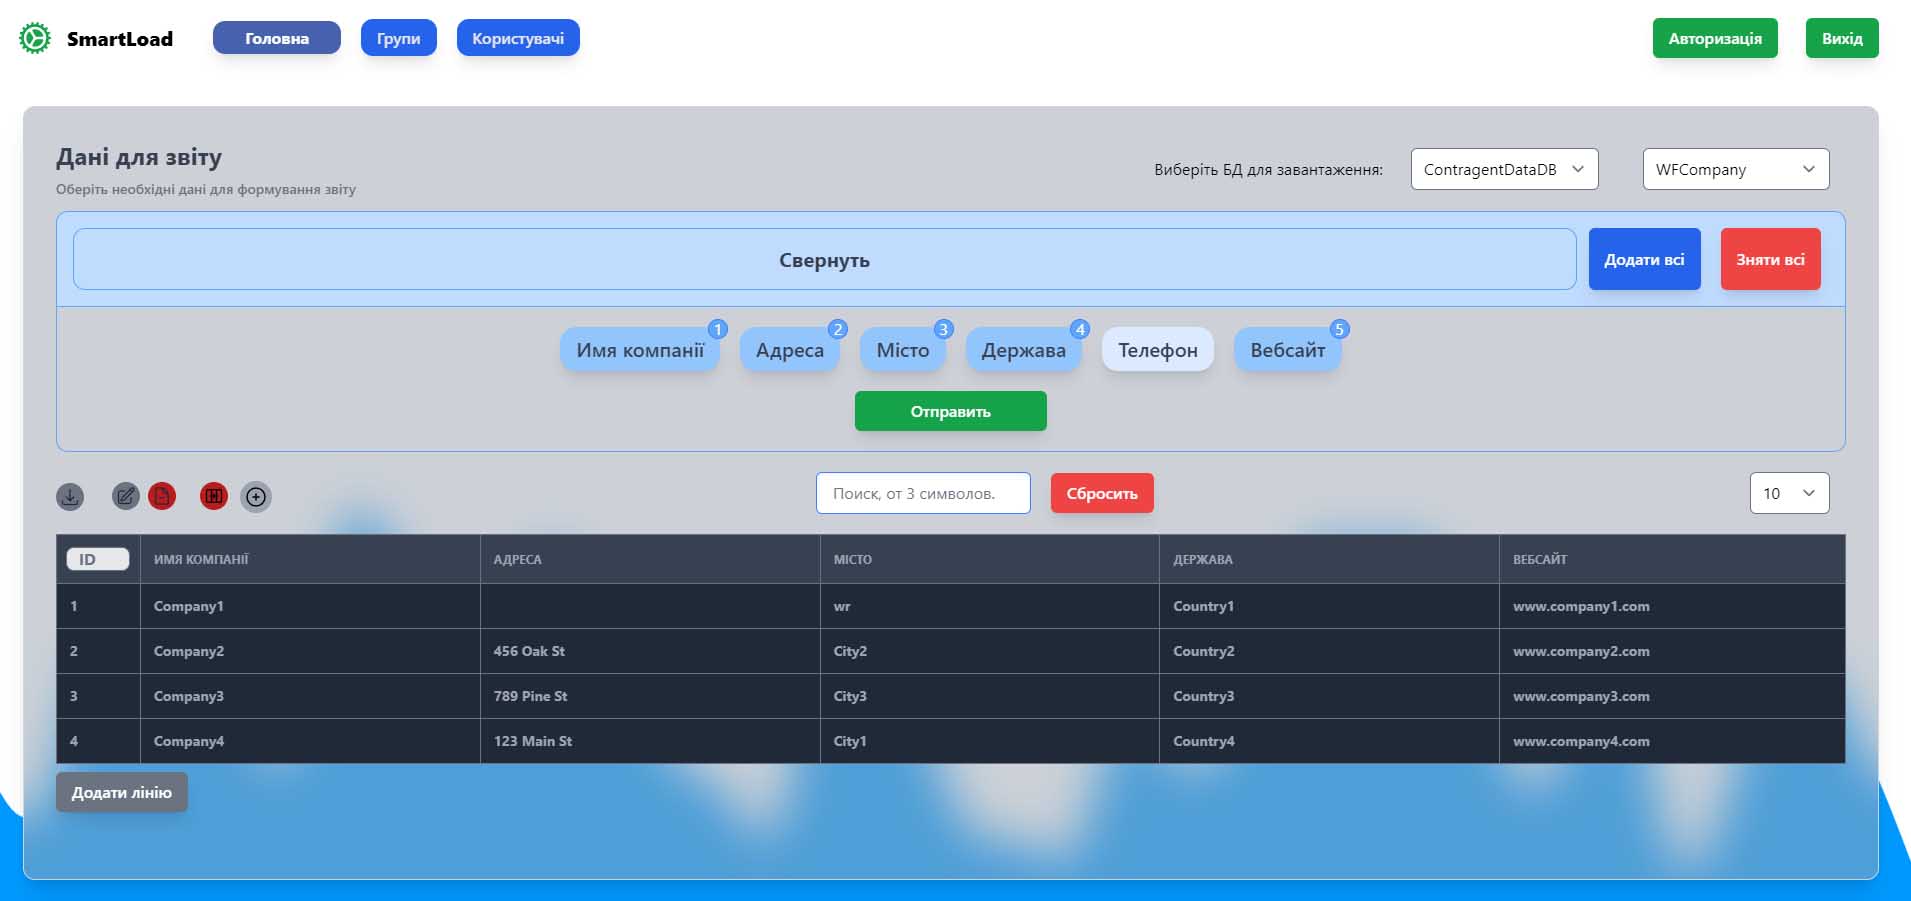 SmartLoad
Головна
Групи
Користувачі
Авторизація
Вихід
Дані для звіту
Оберіть необхідні дані для формування звіту
Виберіть БД для завантаження:
ContragentDataDB
WFCompany
Свернуть
Додати всі
Зняти всі
Имя компанії 1
Адреса 2
Місто 3
Держава 4
Телефон
Вебсайт 5
Отправить
Поиск, от 3 символов.
Сбросить
10
ID ИМЯ КОМПАНІЇ АДРЕСА МІСТО ДЕРЖАВА ВЕБСАЙТ
1 Company1 wr Country1 www.company1.com
2 Company2 456 Oak St City2 Country2 www.company2.com
3 Company3 789 Pine St City3 Country3 www.company3.com
4 Company4 123 Main St City1 Country4 www.company4.com
Додати лінію